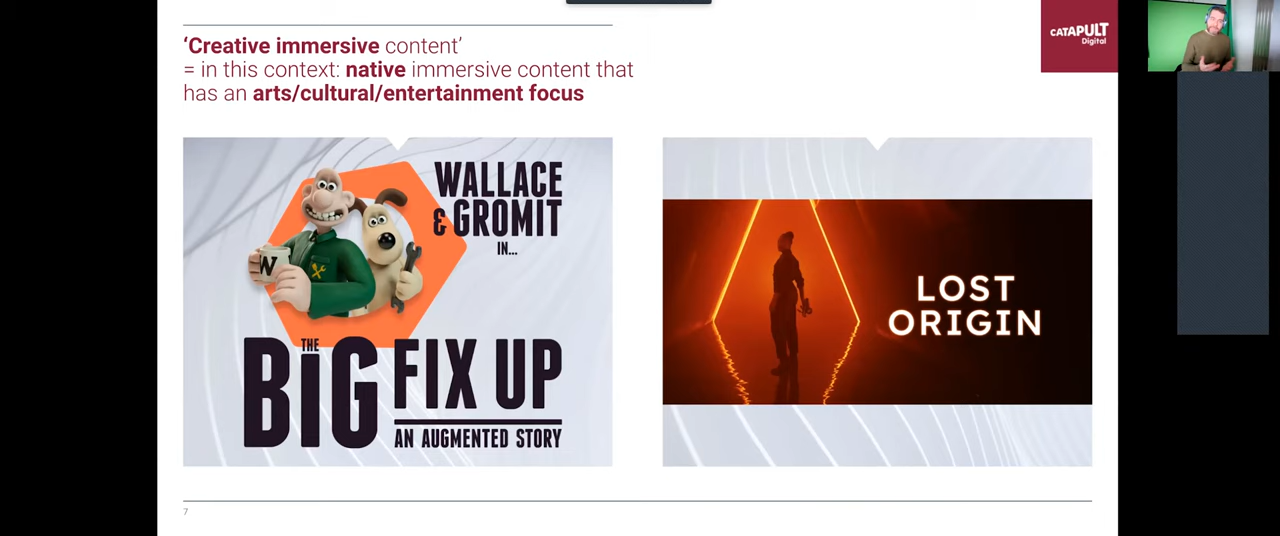 ‘Creative immersive content’
= in this context: native immersive content that
has an arts/cultural/entertainment focus
CATAPULT
Digital
WALLACE
& GROMIT
IN...
W
THE
BIG FIX UP
AN AUGMENTED STORY
LOST
ORIGIN
7